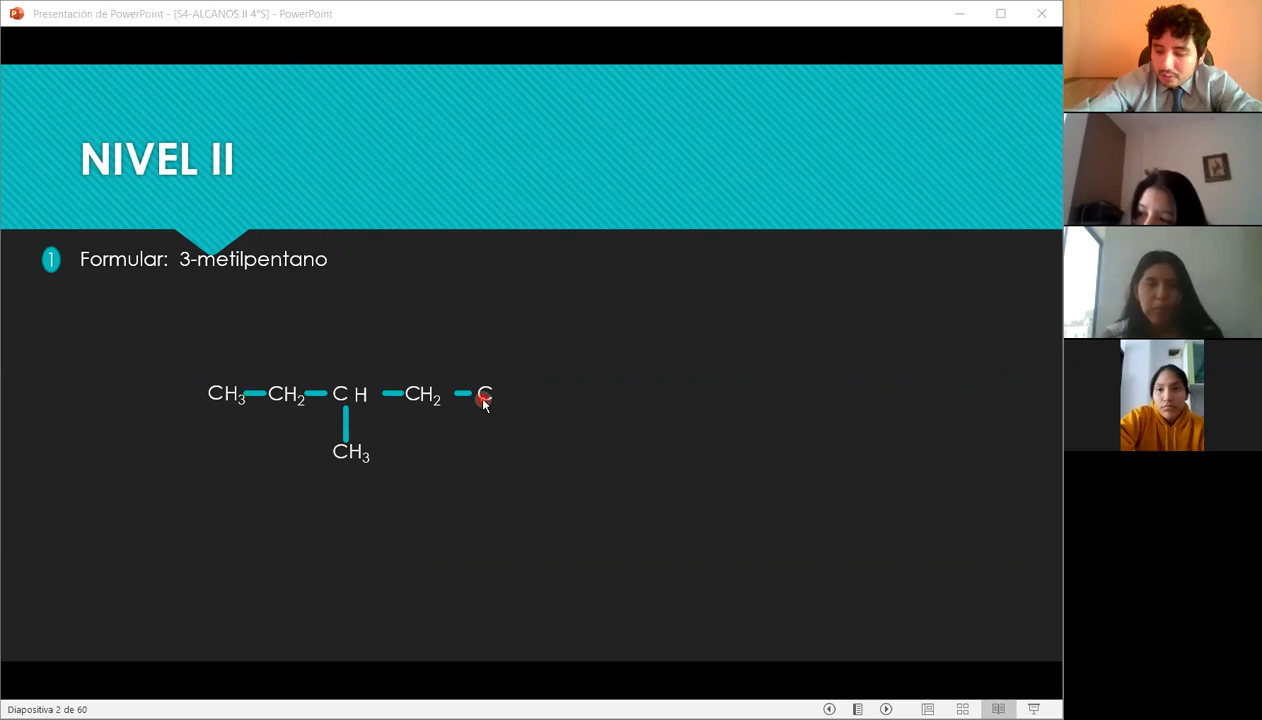 Presentación de PowerPoint - [S4-ALCANOS II 4°S] - PowerPoint
NIVEL II
1 Formular: 3-metilpentano
CH₃ CH₂ C H CH₂ C
CH₃
Diapositiva 2 de 60